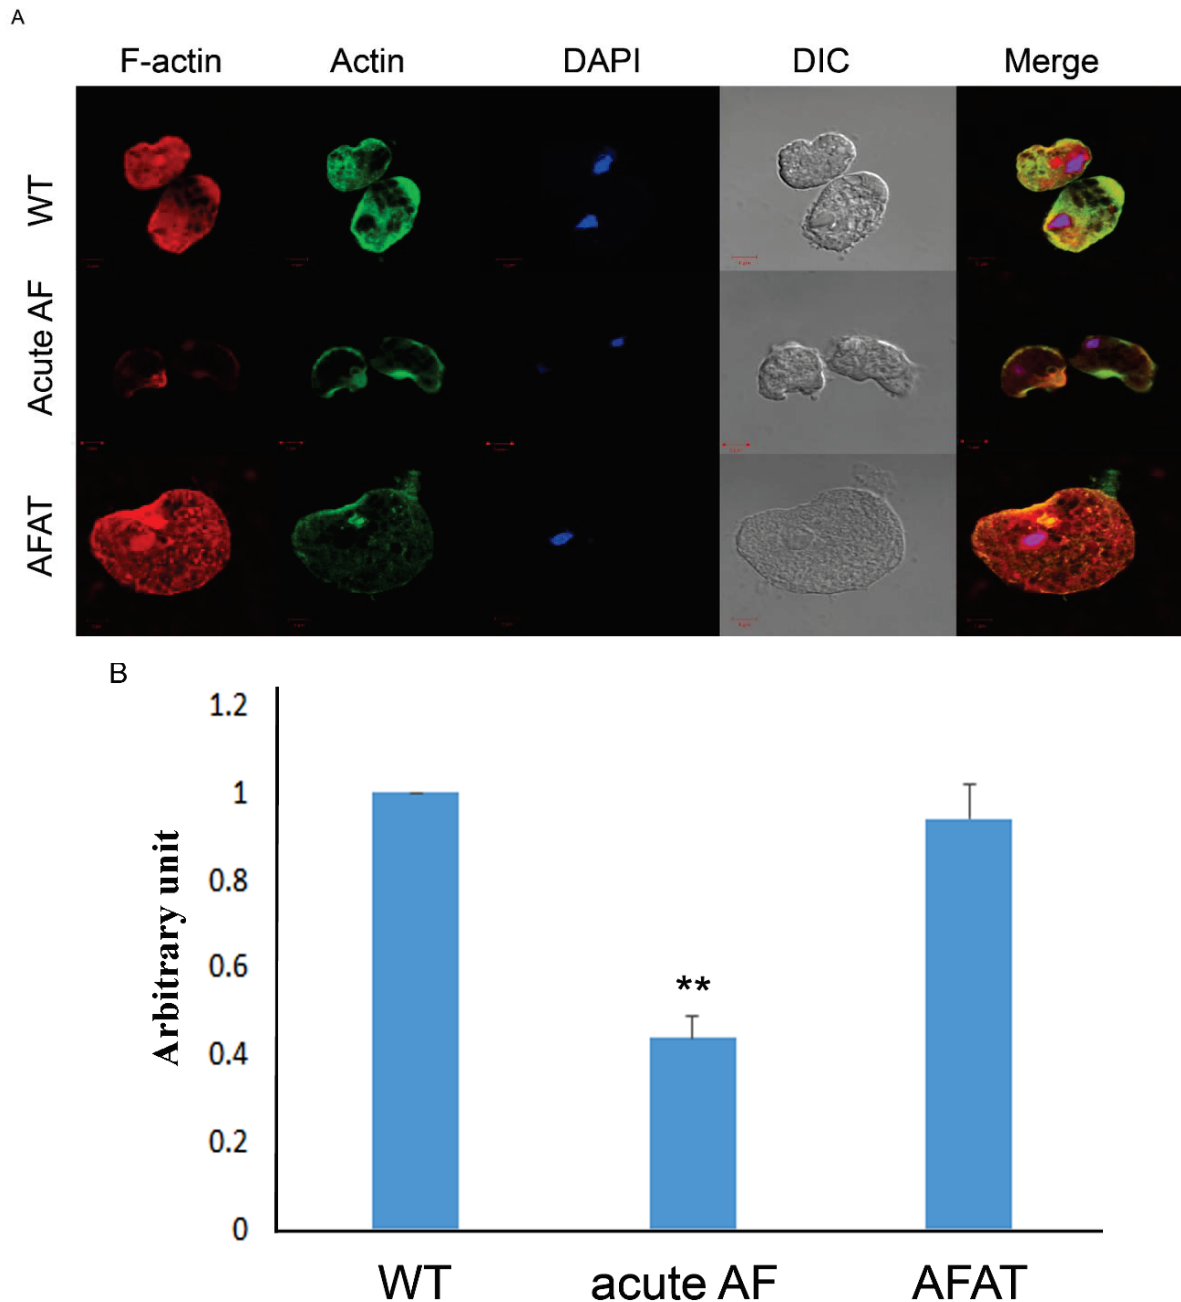 A
F-actin Actin DAPI DIC Merge
WT
Acute AF
AFAT
B
1.2
1
0.8
0.6
0.4
0.2
0
Arbitrary unit
**
WT acute AF AFAT